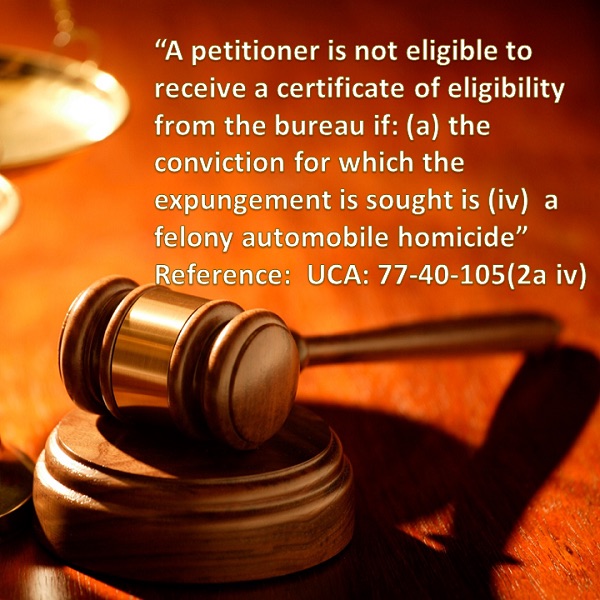 “A petitioner is not eligible to
receive a certificate of eligibility
from the bureau if: (a) the
conviction for which the
expungement is sought is (iv)  a
felony automobile homicide”
Reference:  UCA: 77-40-105(2a iv)